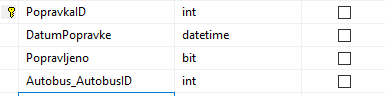 PopravkaID int
DatumPopravke datetime
Popravljeno bit
Autobus_AutobusID int